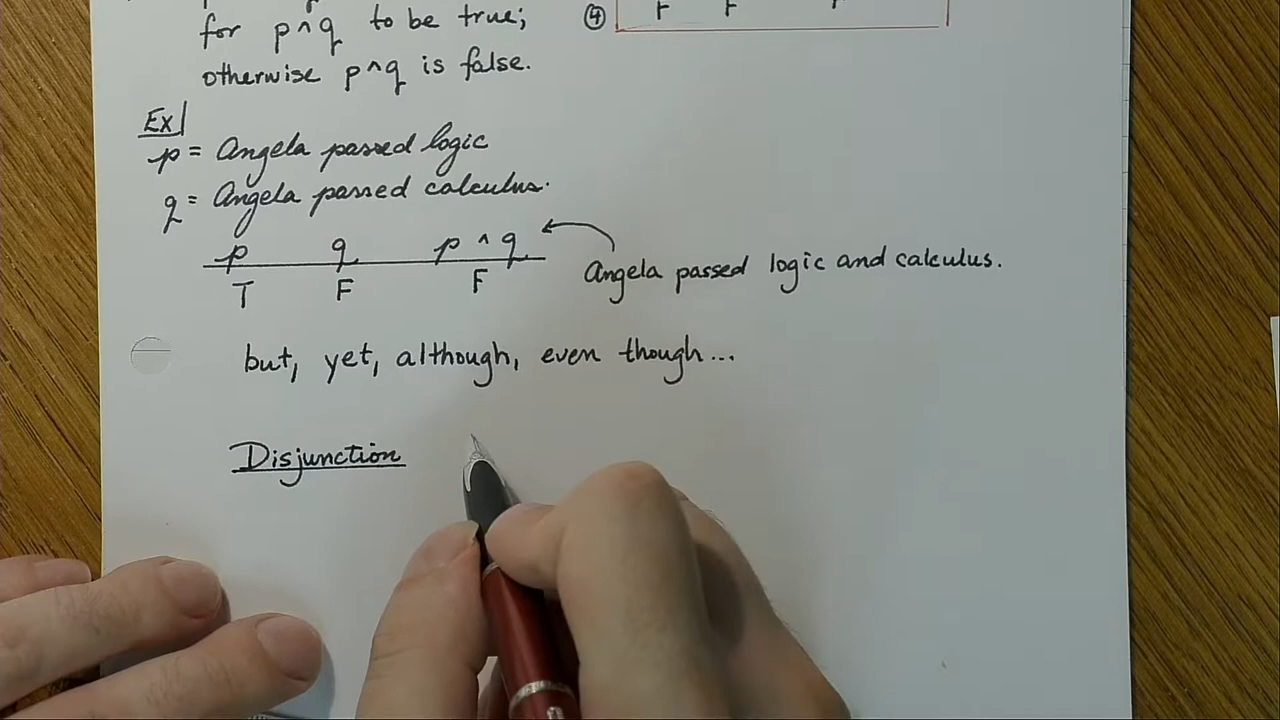 for p ^ q to be true;
otherwise p ^ q is false.
④
F F F
Ex
p = Angela passed logic
q = Angela passed calculus.
p q p ^ q
T F F
Angela passed logic and calculus.
but, yet, although, even though...
Disjunction